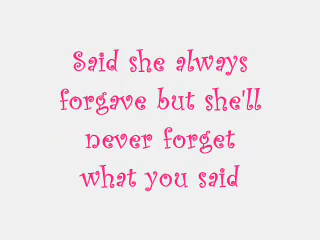 Said she always
forgave but she'll
never forget
what you said